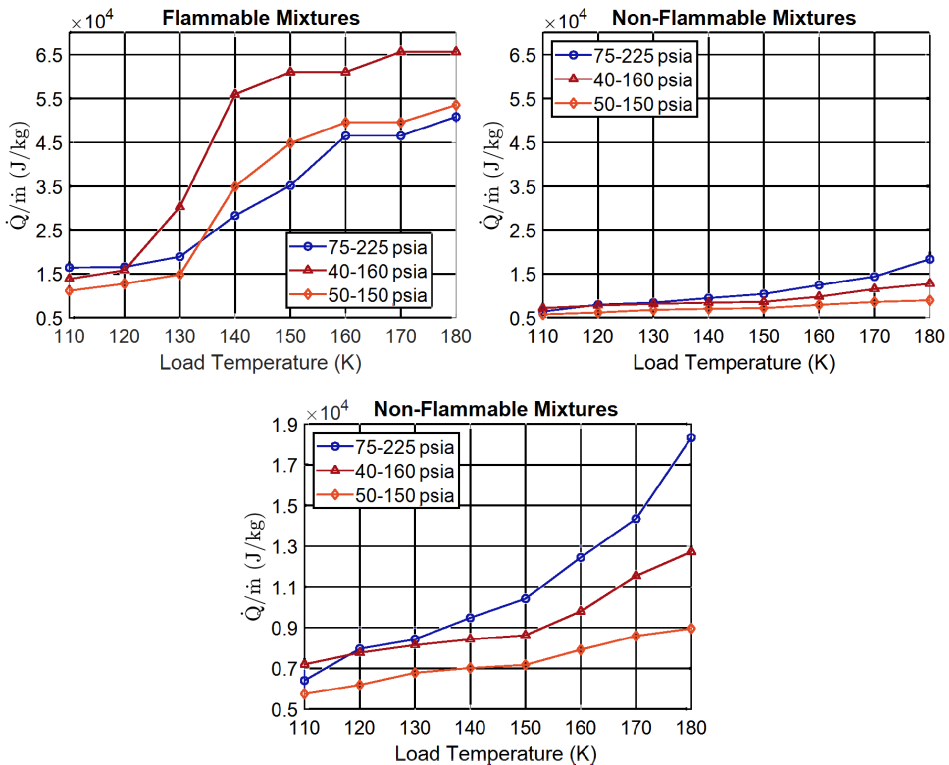 ×10⁴
Flammable Mixtures
6.5
5.5
4.5
3.5
2.5
1.5
0.5
110 120 130 140 150 160 170 180
Load Temperature (K)
Q̇/ṁ (J/kg)
75-225 psia
40-160 psia
50-150 psia
×10⁴
Non-Flammable Mixtures
6.5
5.5
4.5
3.5
2.5
1.5
0.5
110 120 130 140 150 160 170 180
Load Temperature (K)
Q̇/ṁ (J/kg)
75-225 psia
40-160 psia
50-150 psia
×10⁴
Non-Flammable Mixtures
1.9
1.7
1.5
1.3
1.1
0.9
0.7
0.5
110 120 130 140 150 160 170 180
Load Temperature (K)
Q̇/ṁ (J/kg)
75-225 psia
40-160 psia
50-150 psia